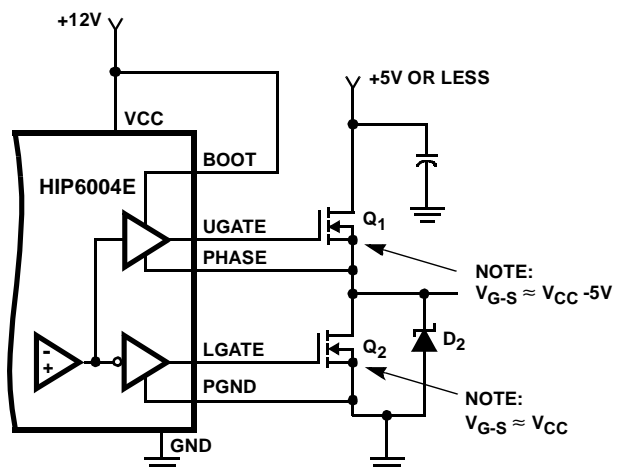 +12V
+5V OR LESS
VCC
BOOT
HIP6004E
UGATE
Q1
PHASE
NOTE:
VG-S ≈ VCC -5V
-
+
LGATE
Q2
D2
PGND
NOTE:
VG-S ≈ VCC
GND